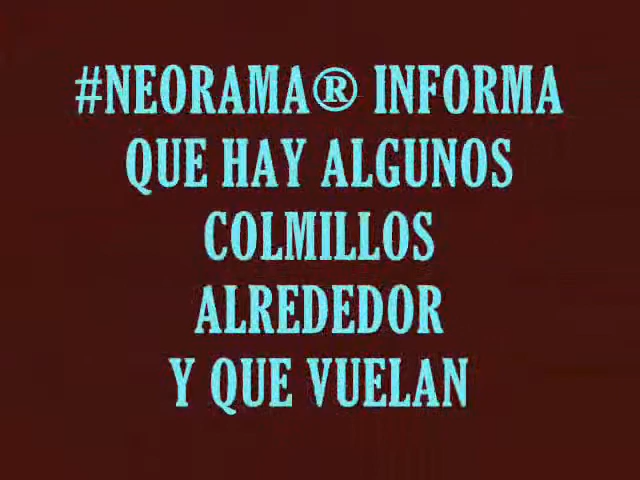 #NEORAMA® INFORMA
QUE HAY ALGUNOS
COLMILLOS
ALREDEDOR
Y QUE VUELAN